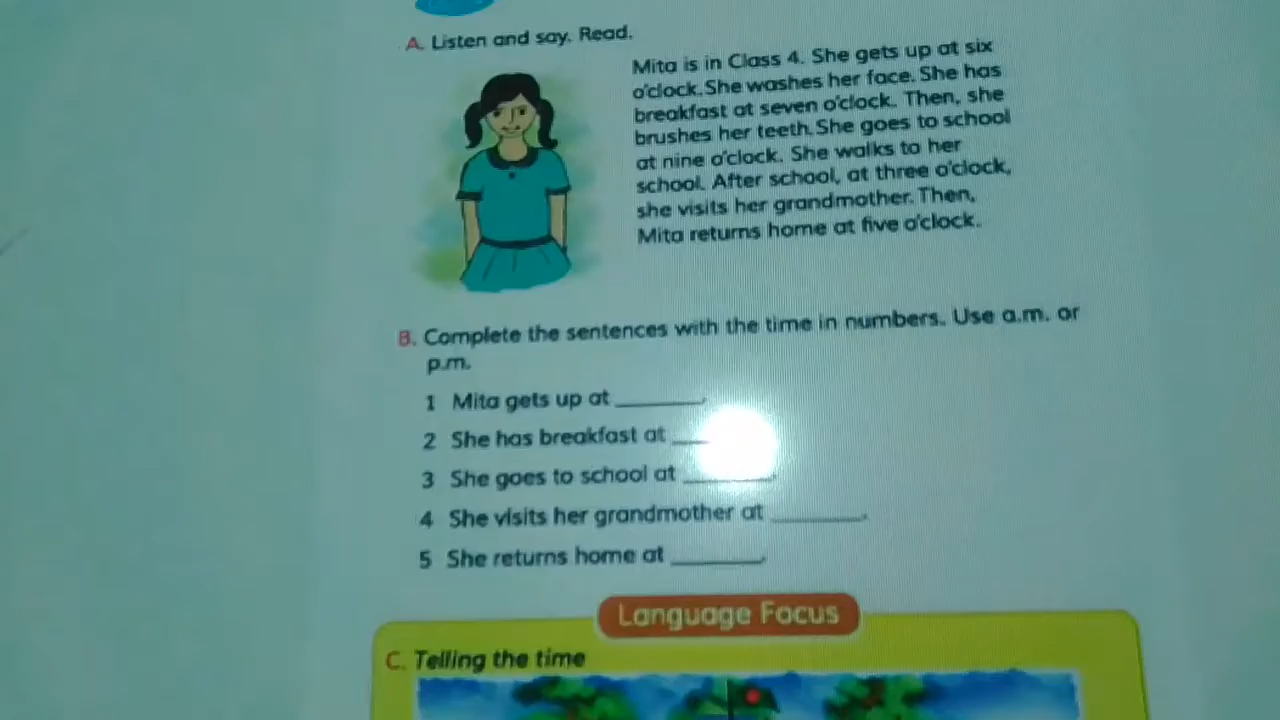 A. Listen and say. Read.
Mita is in Class 4. She gets up at six
o'clock. She washes her face. She has
breakfast at seven o'clock. Then, she
brushes her teeth. She goes to school
at nine o'clock. She walks to her
school. After school, at three o'clock,
she visits her grandmother. Then,
Mita returns home at five o'clock.
B. Complete the sentences with the time in numbers. Use a.m. or
p.m.
1 Mita gets up at ________.
2 She has breakfast at ___
3 She goes to school at ________.
4 She visits her grandmother at ________.
5 She returns home at ________.
Language Focus
C. Telling the time